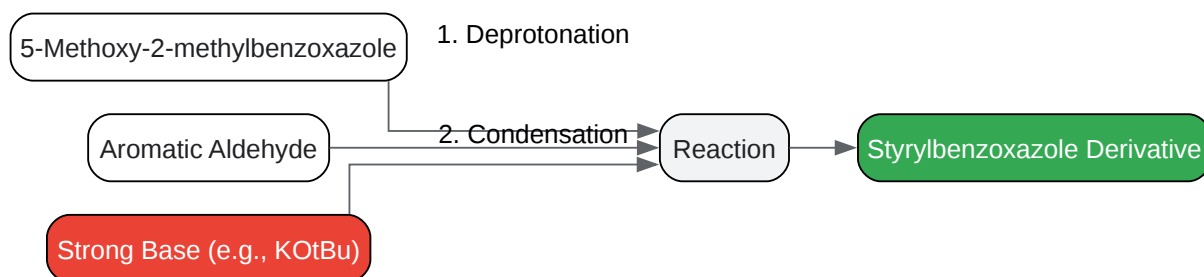 5-Methoxy-2-methylbenzoxazole
1. Deprotonation
Aromatic Aldehyde
2. Condensation
Reaction
Styrylbenzoxazole Derivative
Strong Base (e.g., KOtBu)